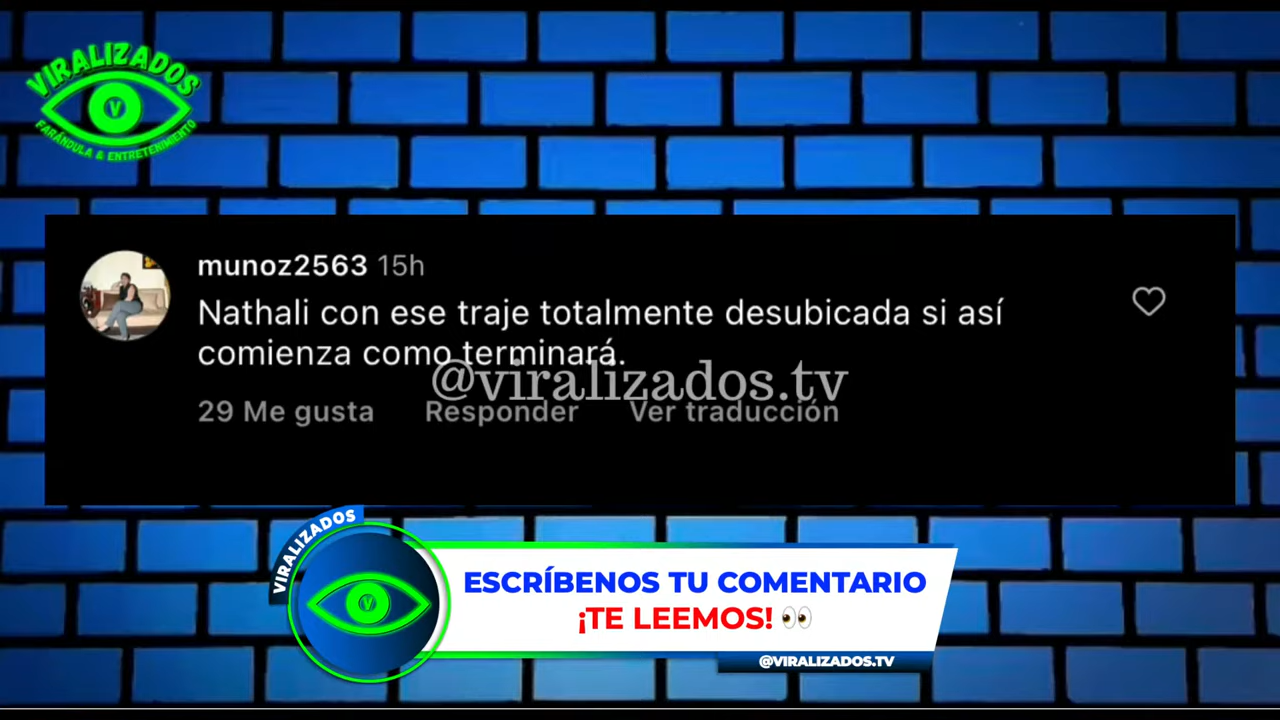 VIRALIZADOS
V
FARÁNDULA & ENTRETENIMIENTO
munoz2563 15h
Nathali con ese traje totalmente desubicada si así
comienza como terminará.
@viralizados.tv
29 Me gusta Responder Ver traducción
VIRALIZADOS
V
ESCRÍBENOS TU COMENTARIO
¡TE LEEMOS! 👀
@VIRALIZADOS.TV